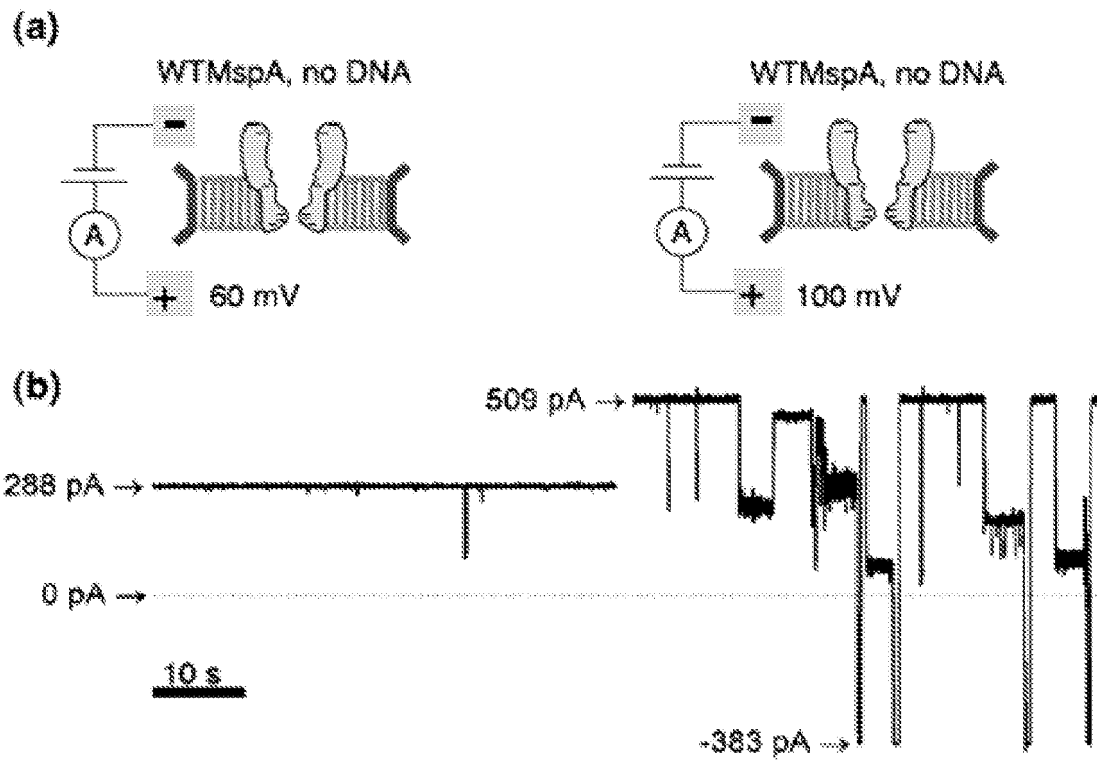 (a)
WTMspA, no DNA
WTMspA, no DNA
-
-
A
A
+ 60 mV
+ 100 mV
(b)
509 pA →
288 pA →
0 pA →
10 s
-383 pA →